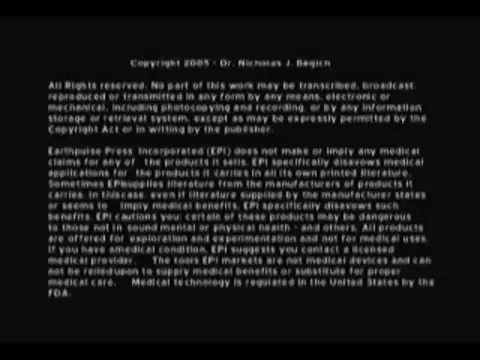 Copyright 2005 - Dr. Nicholas J. Begich
All Rights reserved. No part of this work may be transcribed, broadcast,
reproduced or transmitted in any form by any means, electronic or
mechanical, including photocopying and recording, or by any information
storage or retrieval system, except as may be expressly permitted by the
Copyright Act or in writing by the publisher.
Earthpulse Press Incorporated (EPI) does not make or imply any medical
claims for any of the products it sells. EPI specifically disavows medical
applications for the products it carries in all its own printed literature.
Sometimes EPIsupplies literature from the manufacturers of products it
carries. In thiscase, even if literature supplied by the manufacturer states
or seems to imply medical benefits, EPI specifically disavows such
benefits. EPI cautions you: certain of these products may be dangerous
to those not in sound mental or physical health - and others. All products
are offered for exploration and experimentation and not for medical uses.
If you have amedical condition, EPI suggests you contact a licensed
medical provider. The tools EPI markets are not medical devices and can
not be reliedupon to supply medical benefits or substitute for proper
medical care. Medical technology is regulated in the United States by the
FDA.